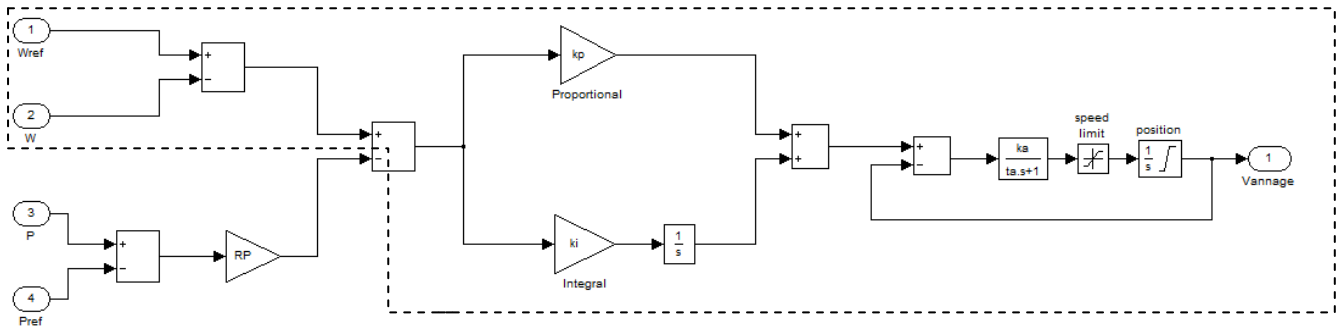 1
Wref
2
W
3
P
4
Pref
+
−
+
−
RP
+
−
kp
Proportional
ki
Integral
1
s
+
+
+
−
ka
ta.s+1
speed
limit
position
1
s
1
Vannage